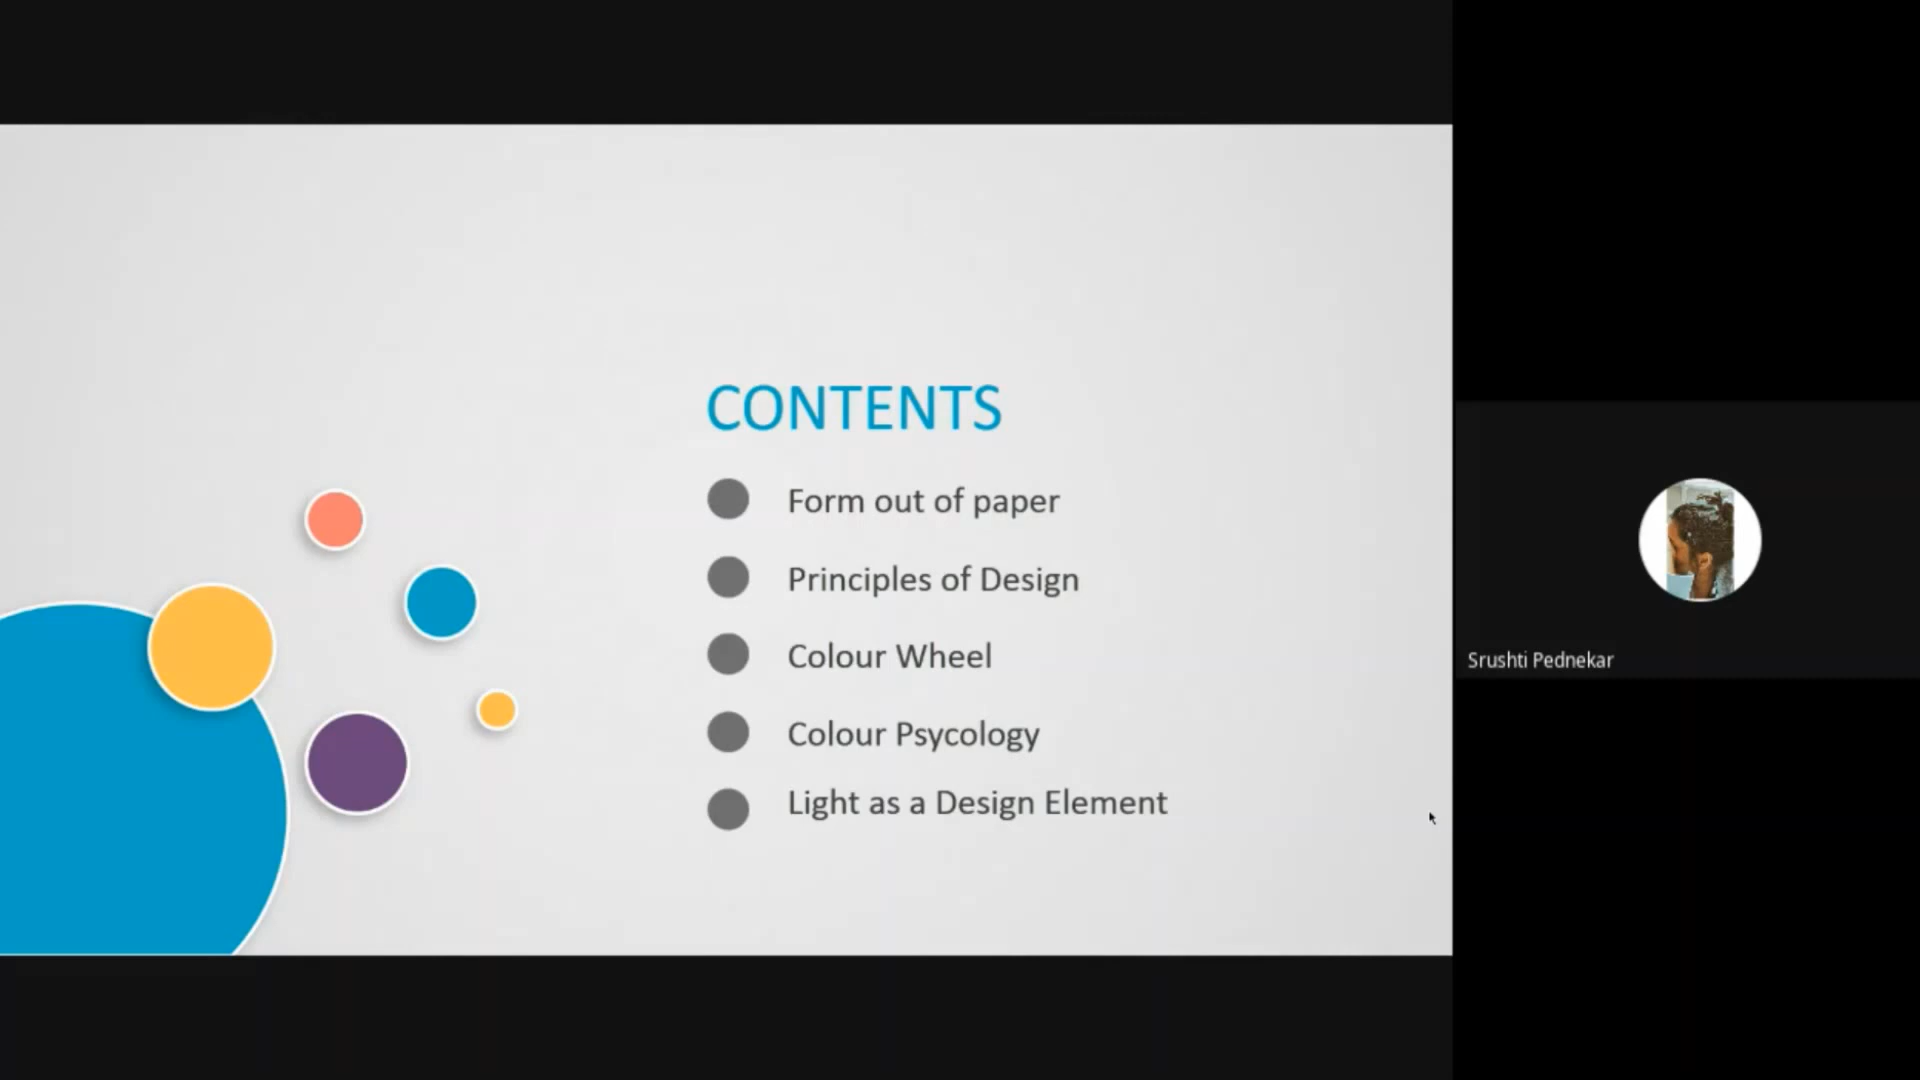 CONTENTS
Form out of paper
Principles of Design
Colour Wheel
Colour Psycology
Light as a Design Element
Srushti Pednekar